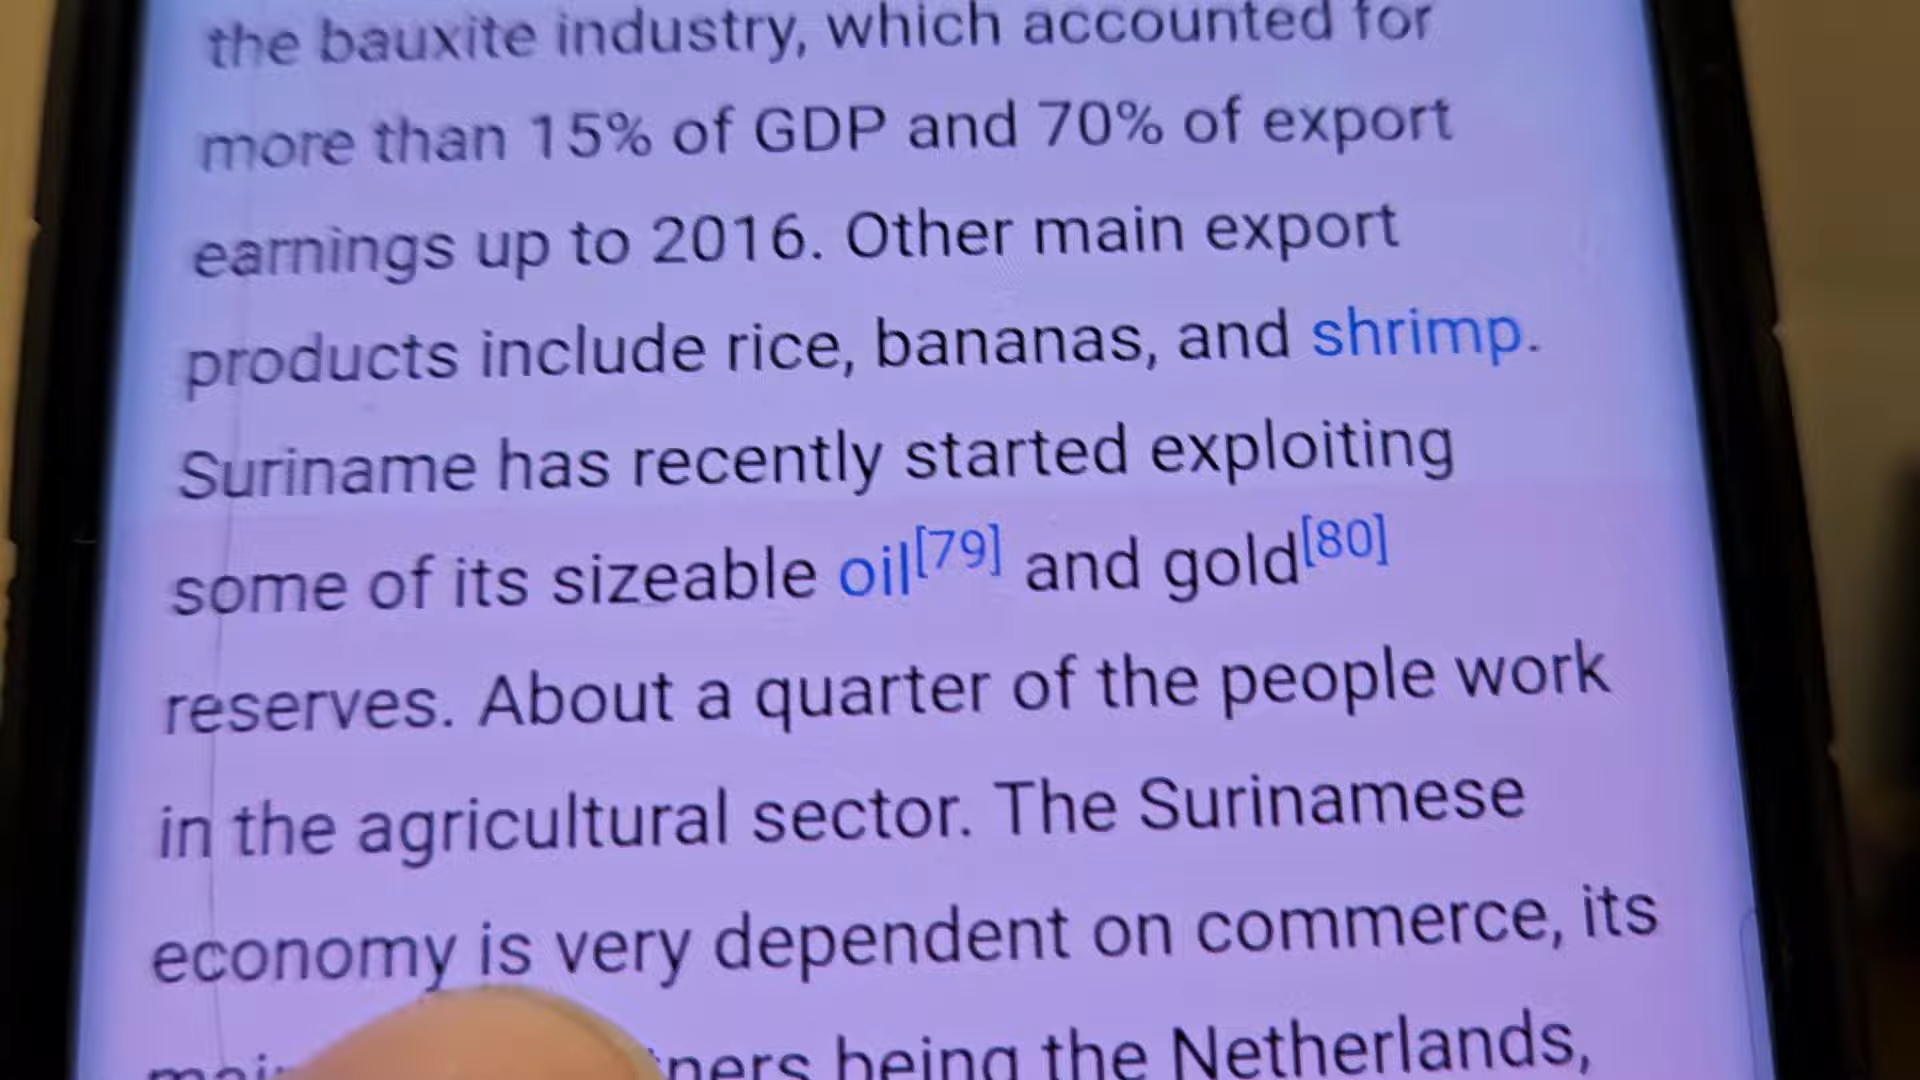 the bauxite industry, which accounted for
more than 15% of GDP and 70% of export
earnings up to 2016. Other main export
products include rice, bananas, and shrimp.
Suriname has recently started exploiting
some of its sizeable oil[79] and gold[80]
reserves. About a quarter of the people work
in the agricultural sector. The Surinamese
economy is very dependent on commerce, its
being the Netherlands,